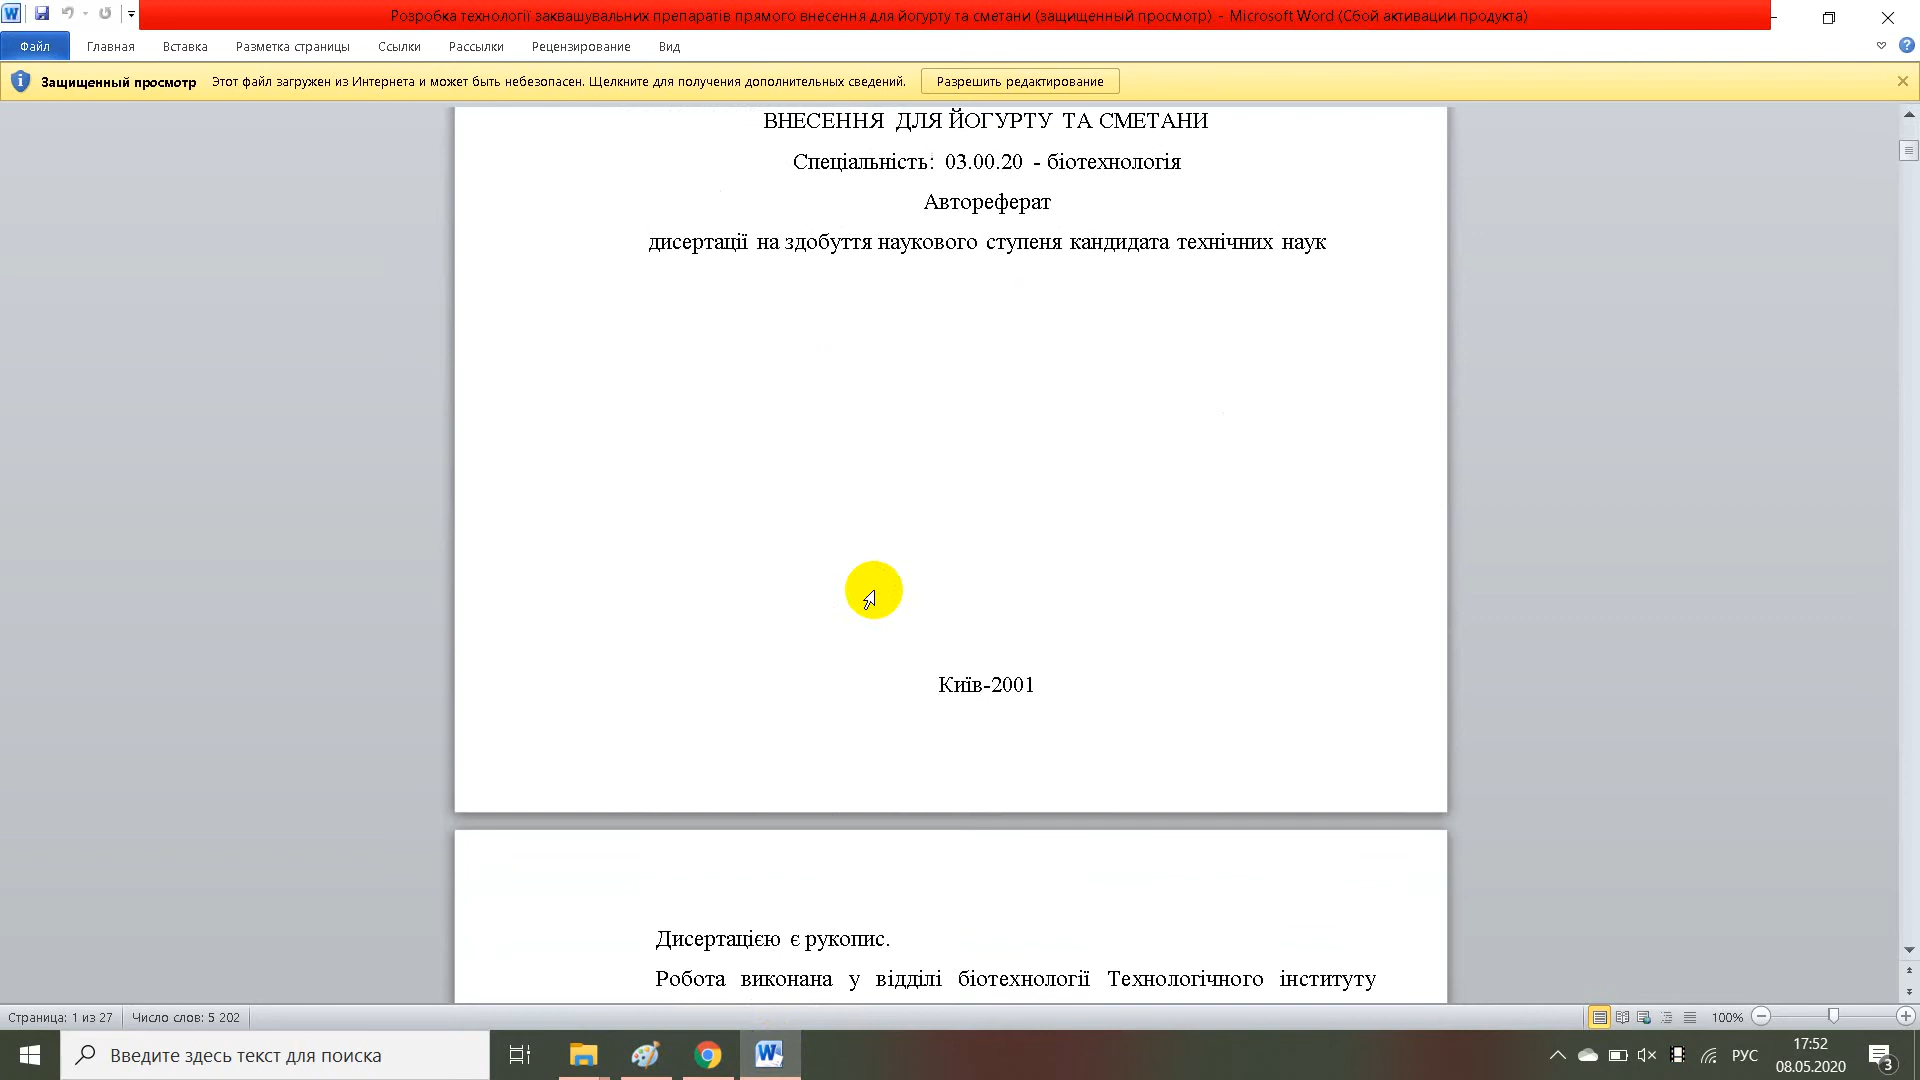 Розробка технології заквашувальних препаратів прямого внесення для йогурту та сметани (защищенный просмотр) - Microsoft Word (Сбой активации продукта)
Файл Главная Вставка Разметка страницы Ссылки Рассылки Рецензирование Вид
Защищенный просмотр Этот файл загружен из Интернета и может быть небезопасен. Щелкните для получения дополнительных сведений. Разрешить редактирование
ВНЕСЕННЯ ДЛЯ ЙОГУРТУ ТА СМЕТАНИ
Спеціальність: 03.00.20 - біотехнологія
Автореферат
дисертації на здобуття наукового ступеня кандидата технічних наук
Київ-2001
Дисертацією є рукопис.
Робота виконана у відділі біотехнології Технологічного інституту
Страница: 1 из 27 Число слов: 5 202 100%
Введите здесь текст для поиска РУС 17:52
08.05.2020 3